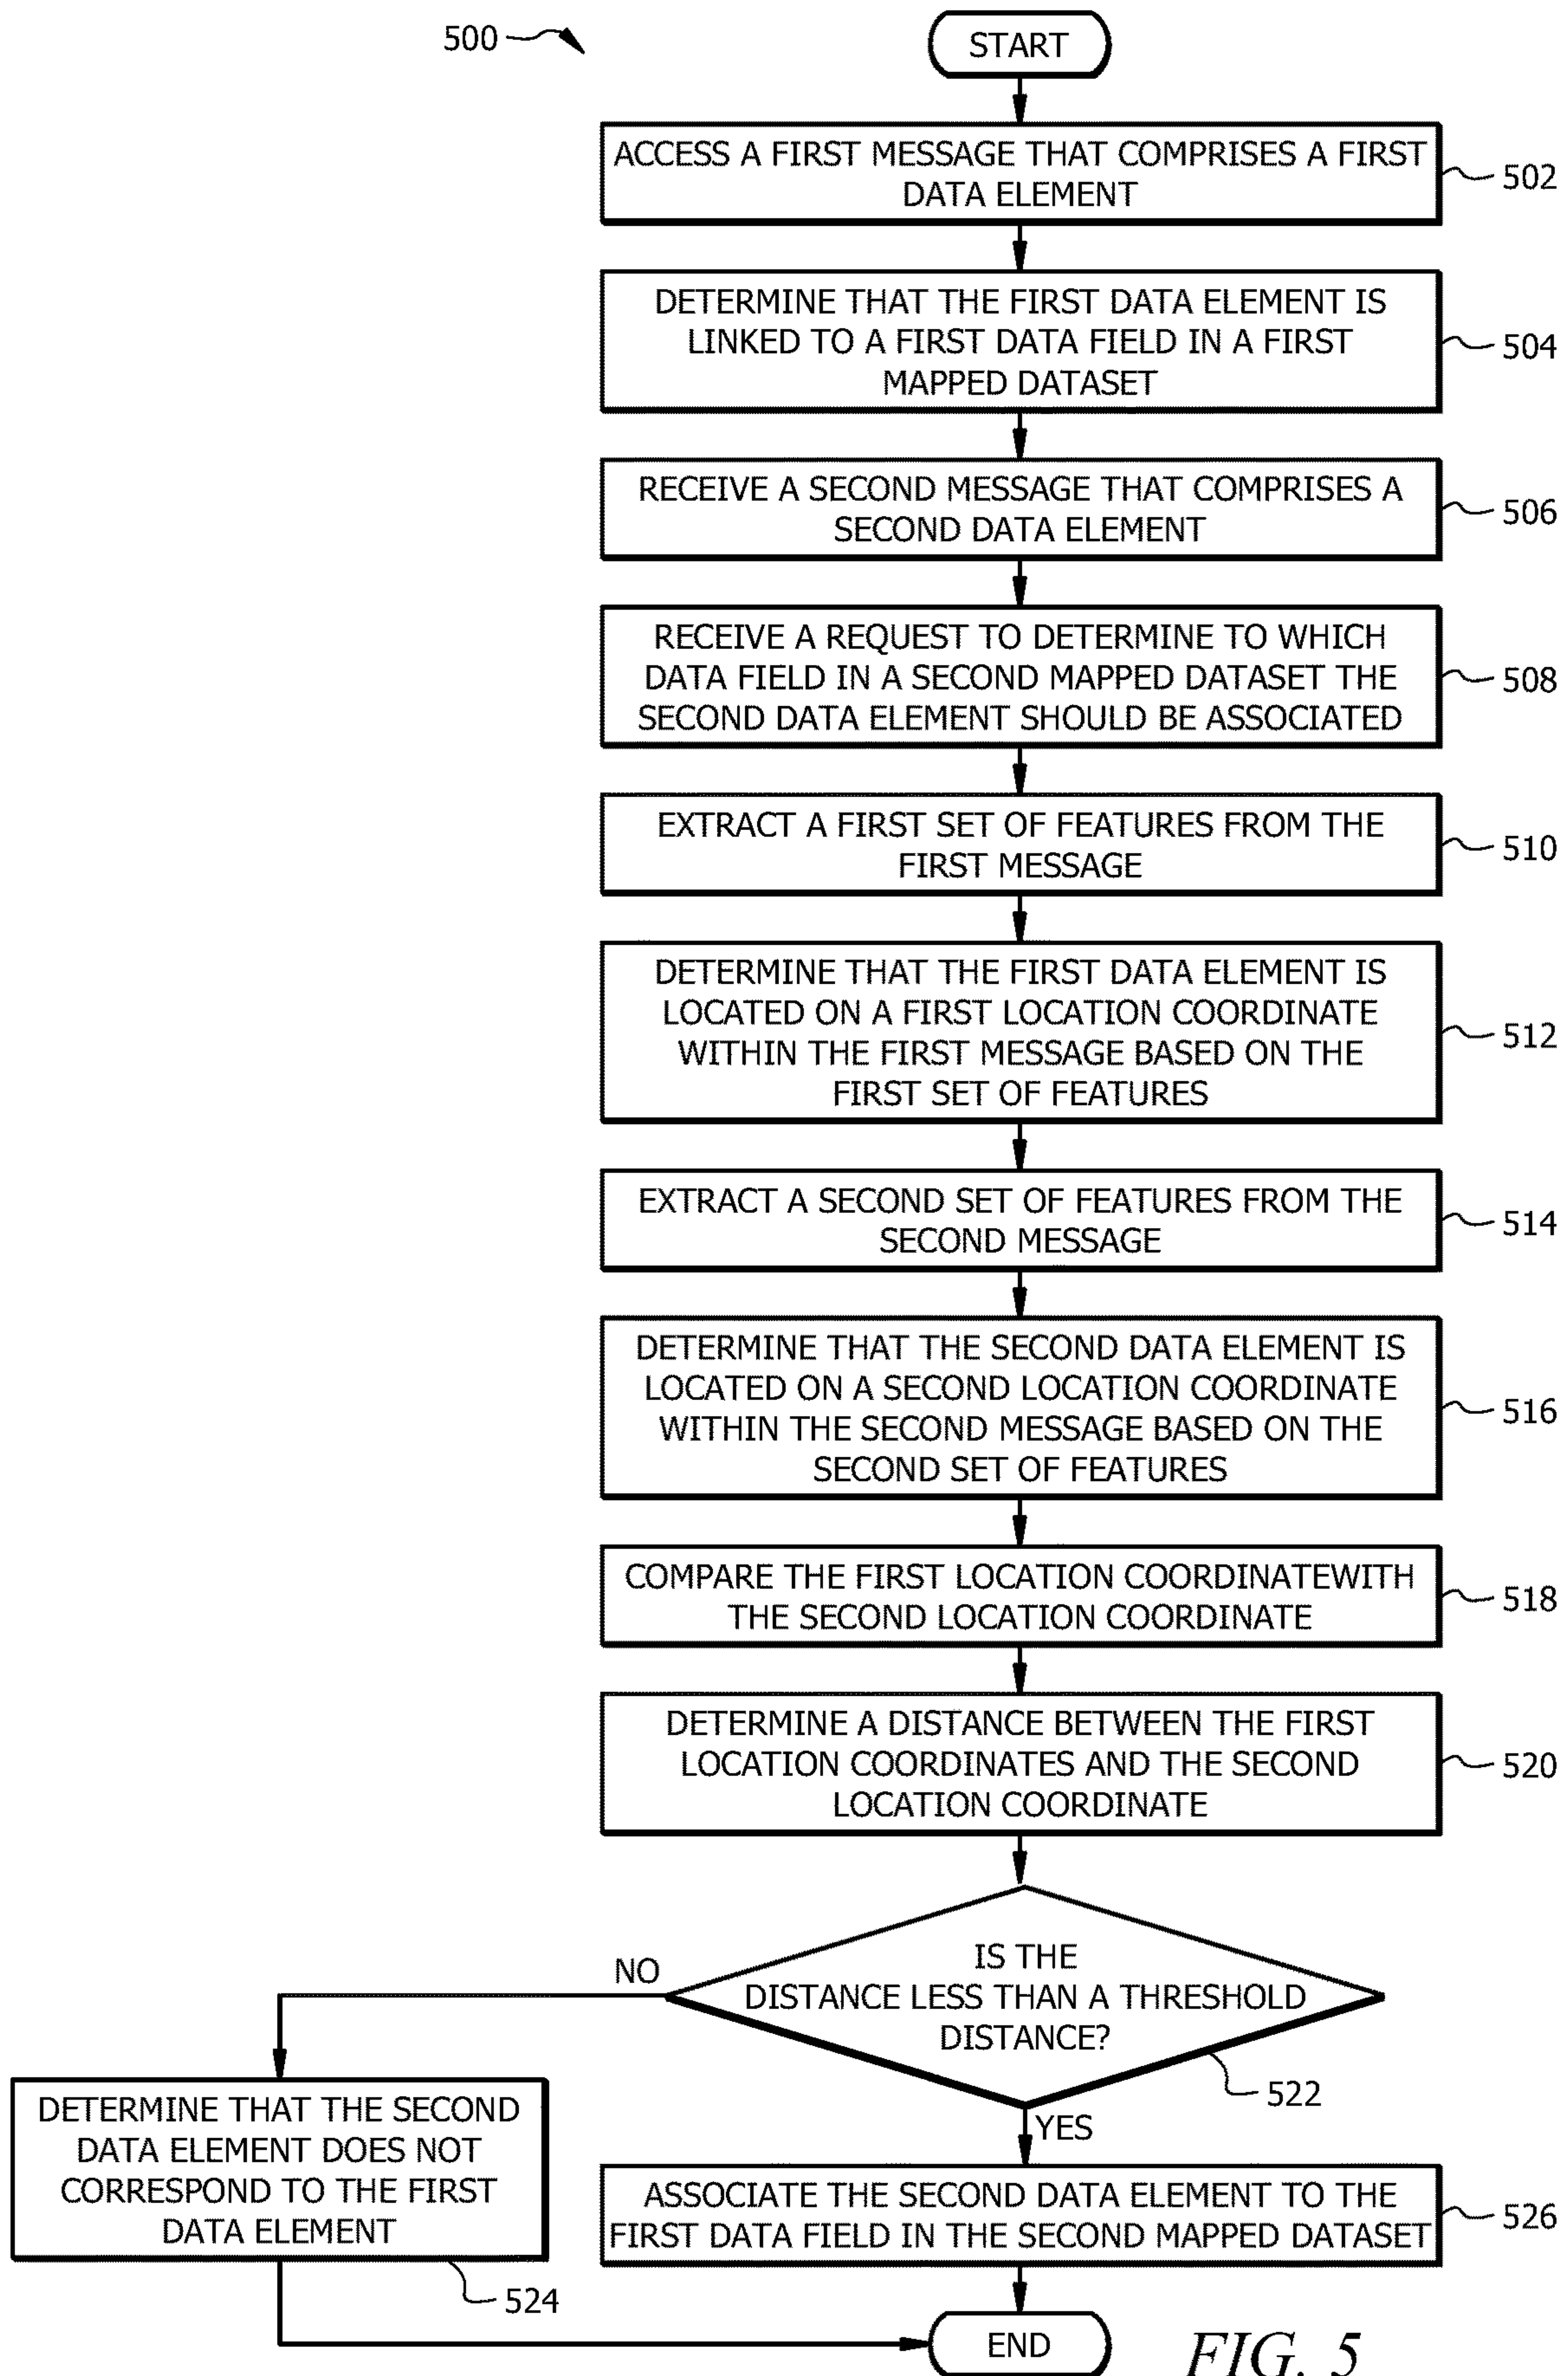 500
START
ACCESS A FIRST MESSAGE THAT COMPRISES A FIRST
DATA ELEMENT
502
DETERMINE THAT THE FIRST DATA ELEMENT IS
LINKED TO A FIRST DATA FIELD IN A FIRST
MAPPED DATASET
504
RECEIVE A SECOND MESSAGE THAT COMPRISES A
SECOND DATA ELEMENT
506
RECEIVE A REQUEST TO DETERMINE TO WHICH
DATA FIELD IN A SECOND MAPPED DATASET THE
SECOND DATA ELEMENT SHOULD BE ASSOCIATED
508
EXTRACT A FIRST SET OF FEATURES FROM THE
FIRST MESSAGE
510
DETERMINE THAT THE FIRST DATA ELEMENT IS
LOCATED ON A FIRST LOCATION COORDINATE
WITHIN THE FIRST MESSAGE BASED ON THE
FIRST SET OF FEATURES
512
EXTRACT A SECOND SET OF FEATURES FROM THE
SECOND MESSAGE
514
DETERMINE THAT THE SECOND DATA ELEMENT IS
LOCATED ON A SECOND LOCATION COORDINATE
WITHIN THE SECOND MESSAGE BASED ON THE
SECOND SET OF FEATURES
516
COMPARE THE FIRST LOCATION COORDINATEWITH
THE SECOND LOCATION COORDINATE
518
DETERMINE A DISTANCE BETWEEN THE FIRST
LOCATION COORDINATES AND THE SECOND
LOCATION COORDINATE
520
IS THE
DISTANCE LESS THAN A THRESHOLD
DISTANCE?
522
NO
YES
DETERMINE THAT THE SECOND
DATA ELEMENT DOES NOT
CORRESPOND TO THE FIRST
DATA ELEMENT
524
ASSOCIATE THE SECOND DATA ELEMENT TO THE
FIRST DATA FIELD IN THE SECOND MAPPED DATASET
526
END
FIG. 5